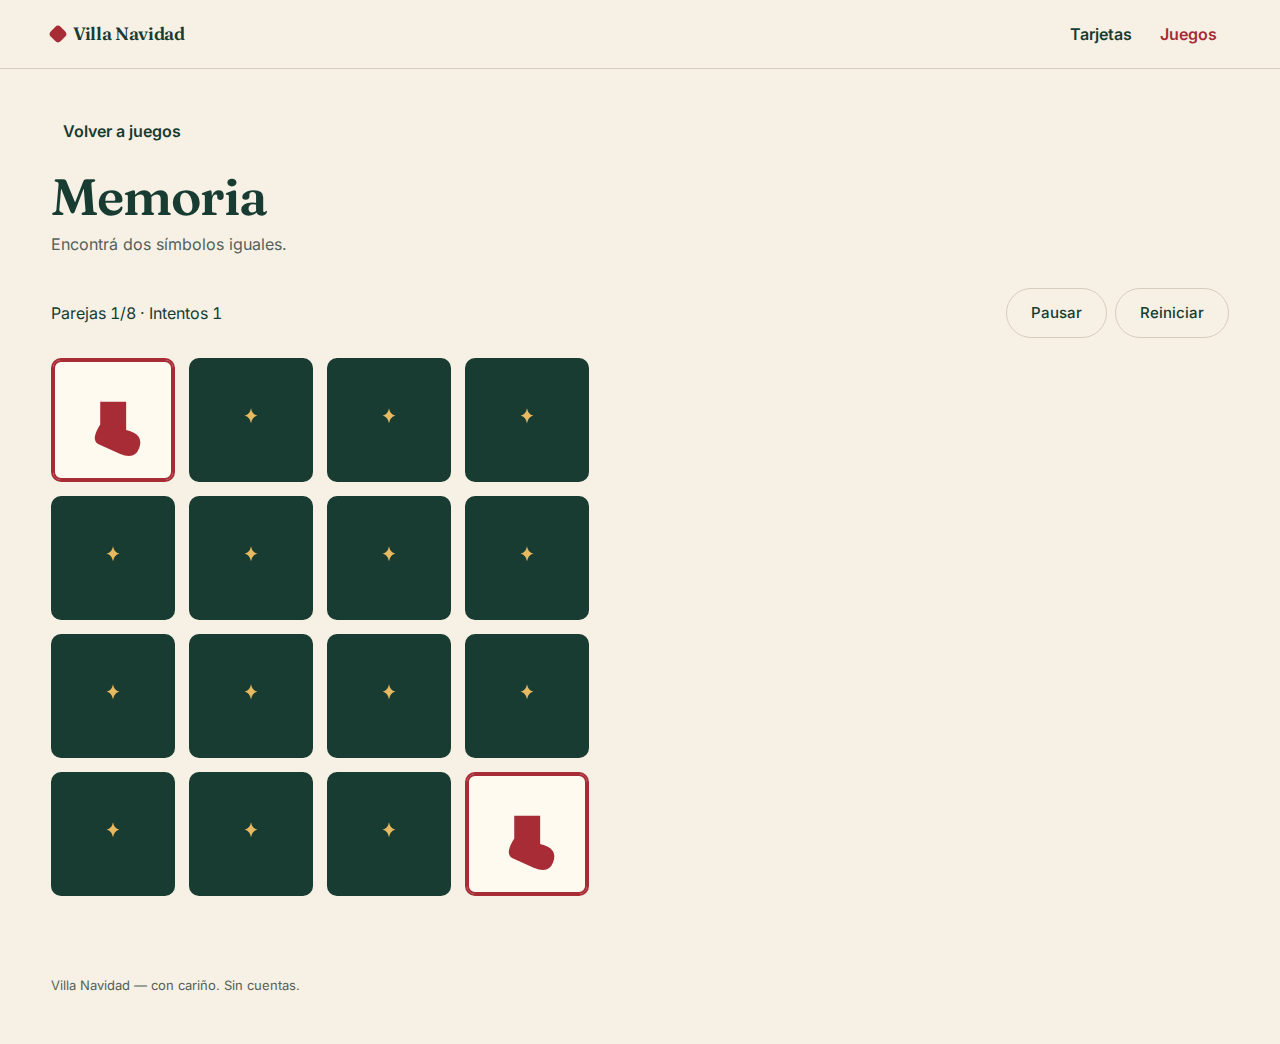 Villa Navidad
Tarjetas
Juegos
Volver a juegos
Memoria
Encontrá dos símbolos iguales.
Parejas 1/8 · Intentos 1
Pausar
Reiniciar
Villa Navidad — con cariño. Sin cuentas.